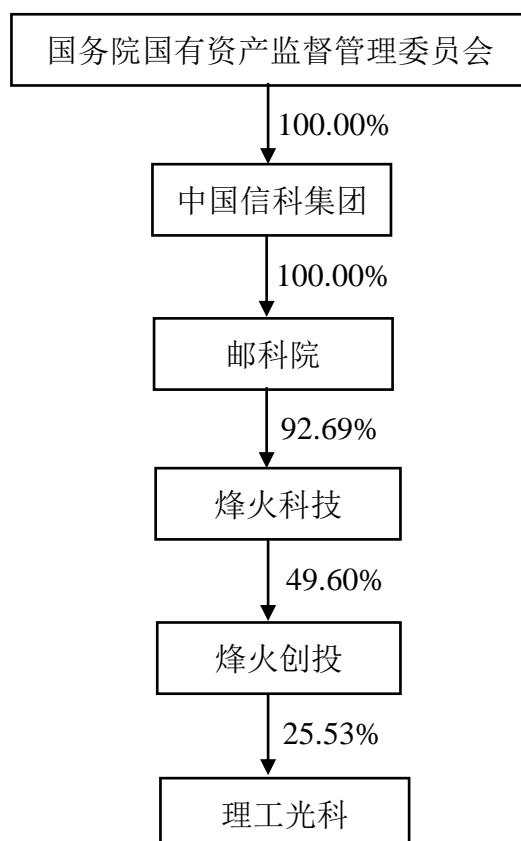 国务院国有资产监督管理委员会
100.00%
中国信科集团
100.00%
邮科院
92.69%
烽火科技
49.60%
烽火创投
25.53%
理工光科